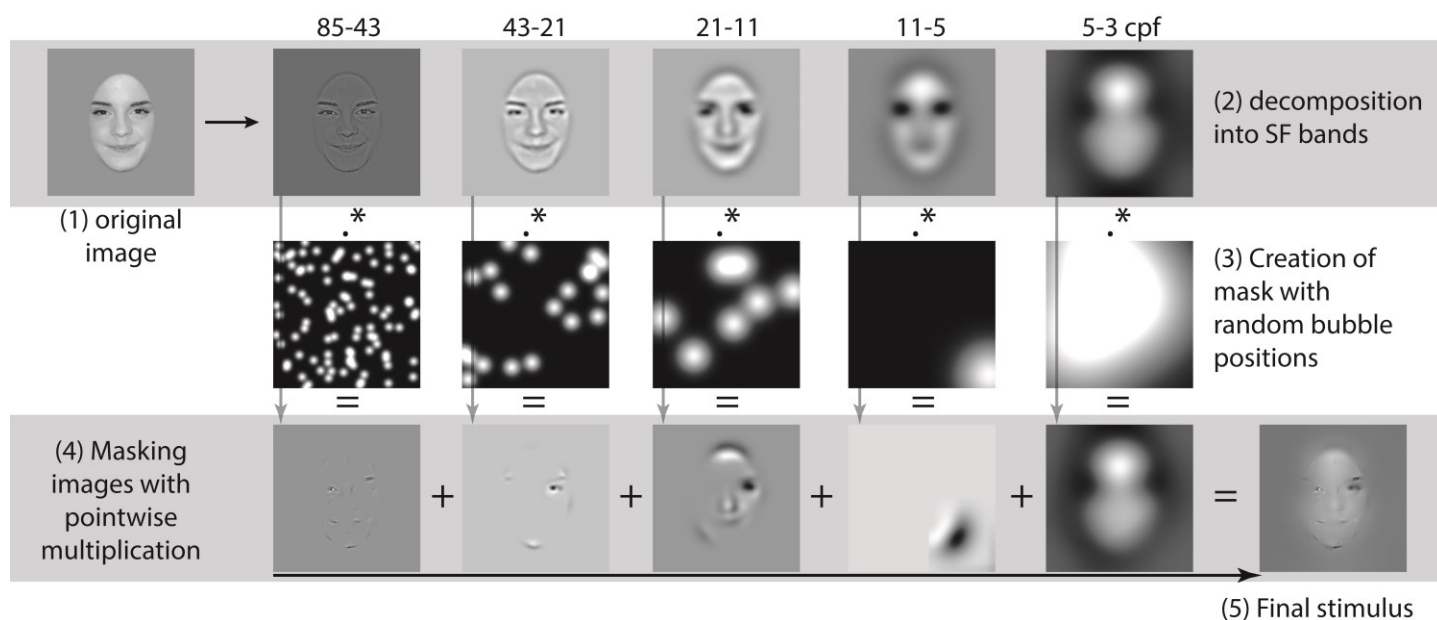 85-43 43-21 21-11 11-5 5-3 cpf
(2) decomposition
into SF bands
(1) original
image
.* .* .* .* .*
(3) Creation of
mask with
random bubble
positions
= = = = =
(4) Masking
images with
pointwise
multiplication
+ + + + =
(5) Final stimulus